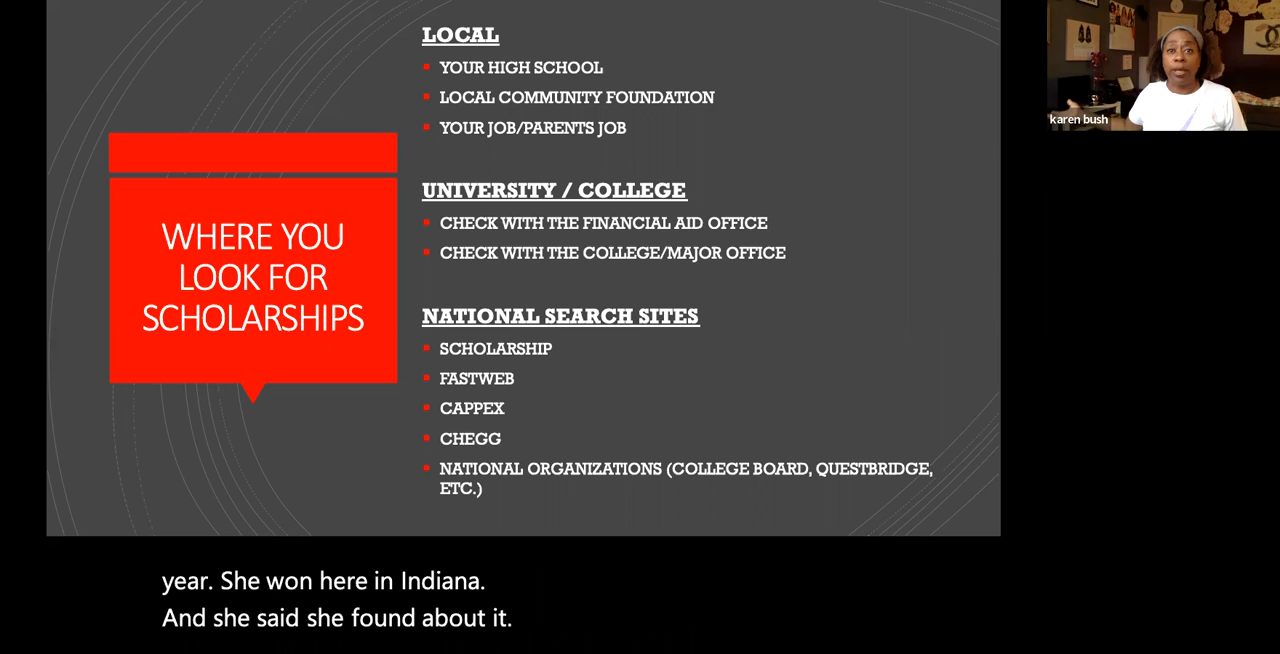 WHERE YOU
LOOK FOR
SCHOLARSHIPS
LOCAL
YOUR HIGH SCHOOL
LOCAL COMMUNITY FOUNDATION
YOUR JOB/PARENTS JOB
UNIVERSITY / COLLEGE
CHECK WITH THE FINANCIAL AID OFFICE
CHECK WITH THE COLLEGE/MAJOR OFFICE
NATIONAL SEARCH SITES
SCHOLARSHIP
FASTWEB
CAPPEX
CHEGG
NATIONAL ORGANIZATIONS (COLLEGE BOARD, QUESTBRIDGE,
ETC.)
karen bush
year. She won here in Indiana.
And she said she found about it.